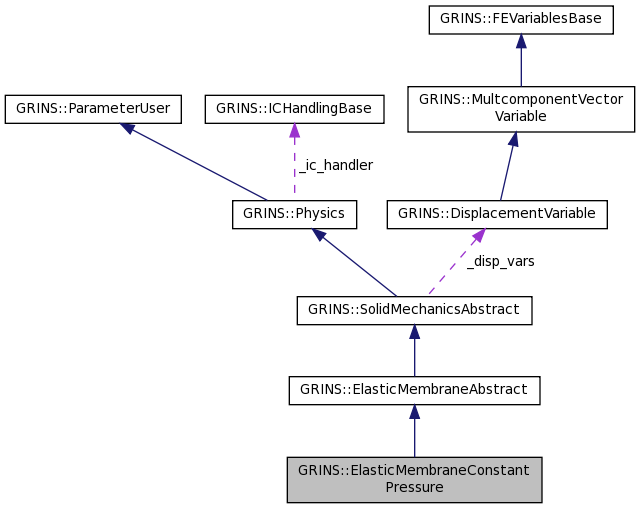 GRINS::FEVariablesBase
GRINS::ParameterUser
GRINS::ICHandlingBase
GRINS::MultcomponentVector
Variable
_ic_handler
GRINS::Physics
GRINS::DisplacementVariable
_disp_vars
GRINS::SolidMechanicsAbstract
GRINS::ElasticMembraneAbstract
GRINS::ElasticMembraneConstant
Pressure